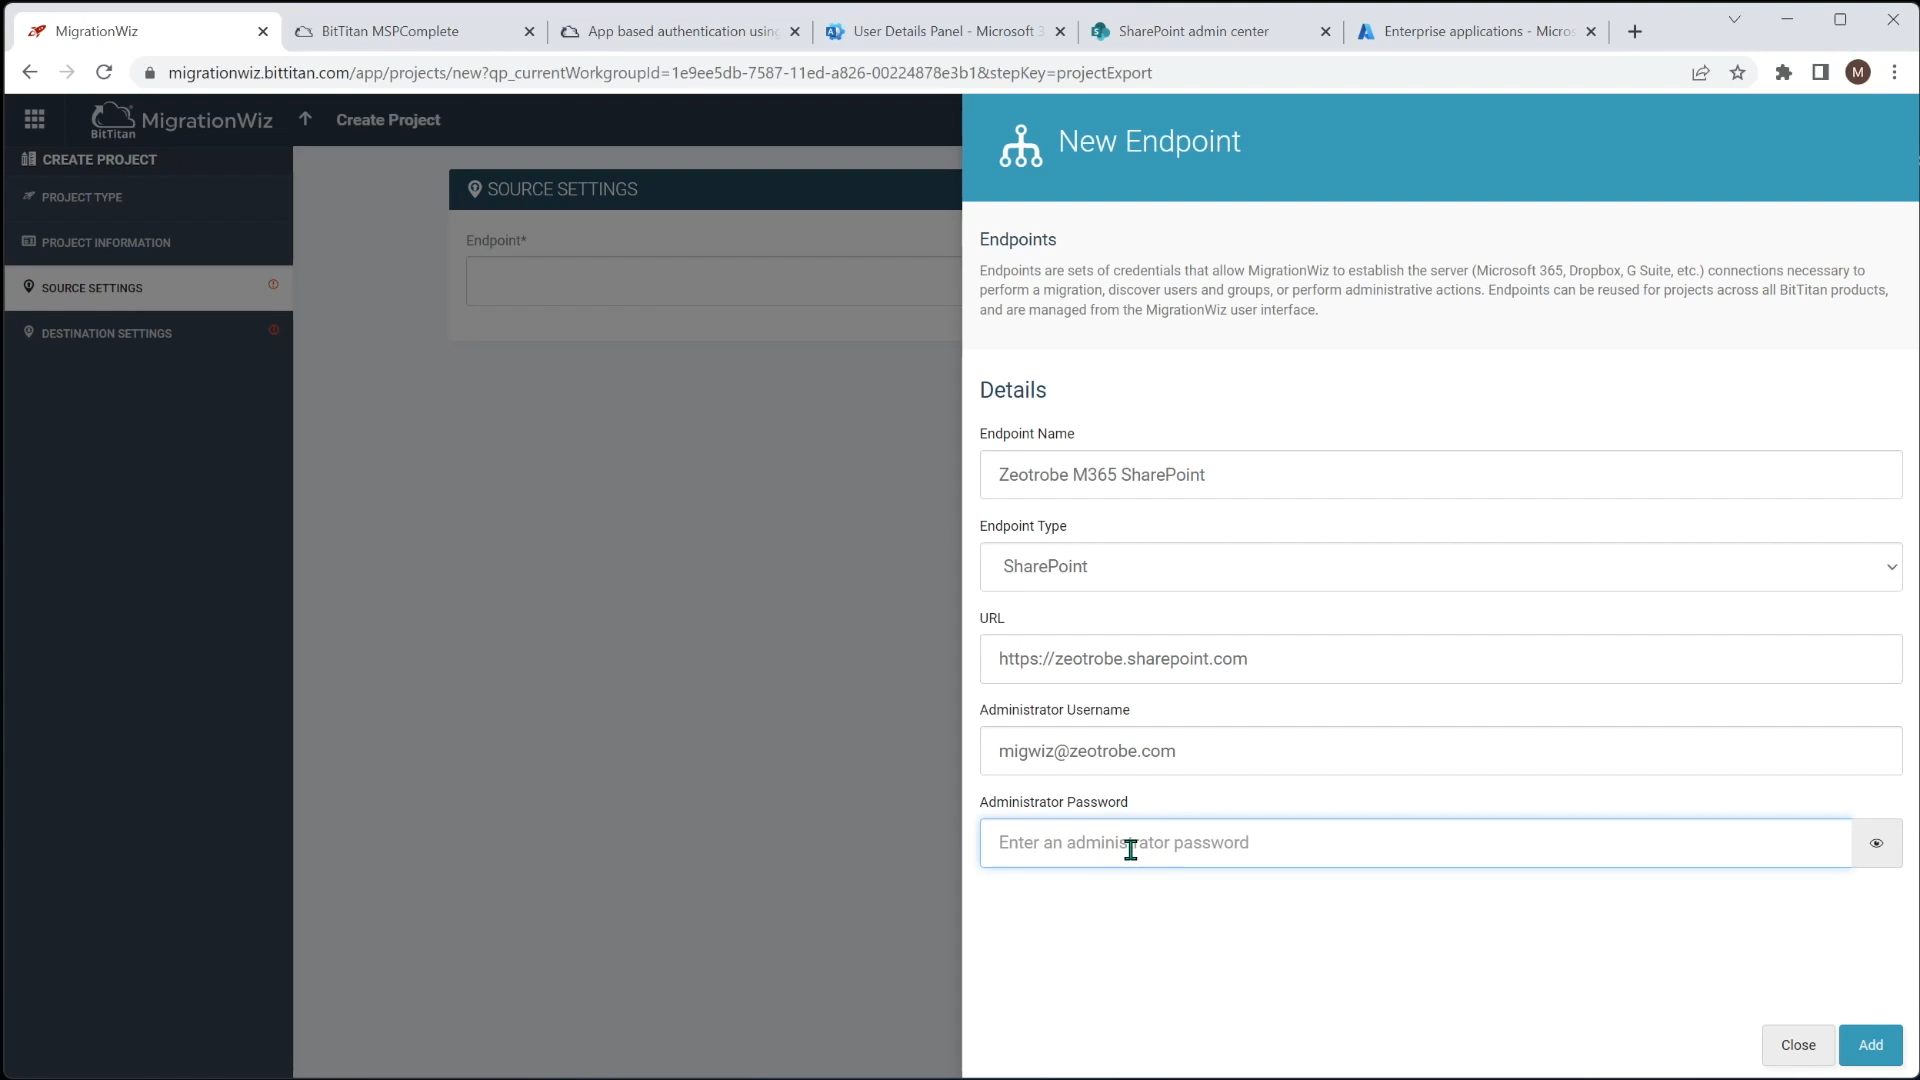 MigrationWiz
BitTitan MSPComplete
App based authentication using
User Details Panel - Microsoft 3
SharePoint admin center
Enterprise applications - Micros
migrationwiz.bittitan.com/app/projects/new?qp_currentWorkgroupId=1e9ee5db-7587-11ed-a826-00224878e3b1&stepKey=projectExport
M
BitTitan
MigrationWiz
Create Project
New Endpoint
CREATE PROJECT
PROJECT TYPE
PROJECT INFORMATION
SOURCE SETTINGS
DESTINATION SETTINGS
SOURCE SETTINGS
Endpoint*
Endpoints
Endpoints are sets of credentials that allow MigrationWiz to establish the server (Microsoft 365, Dropbox, G Suite, etc.) connections necessary to
perform a migration, discover users and groups, or perform administrative actions. Endpoints can be reused for projects across all BitTitan products,
and are managed from the MigrationWiz user interface.
Details
Endpoint Name
Zeotrobe M365 SharePoint
Endpoint Type
SharePoint
URL
https://zeotrobe.sharepoint.com
Administrator Username
migwiz@zeotrobe.com
Administrator Password
Enter an administrator password
Close
Add